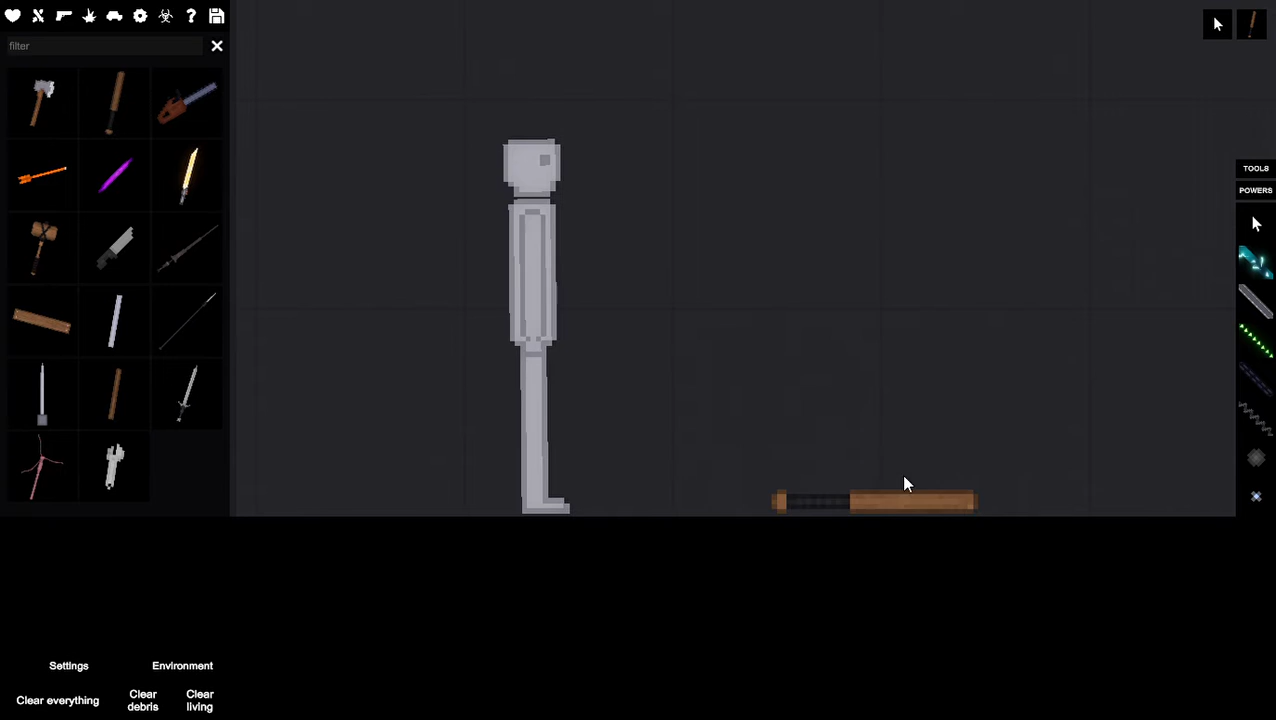 filter
TOOLS
POWERS
Settings
Environment
Clear everything
Clear
debris
Clear
living